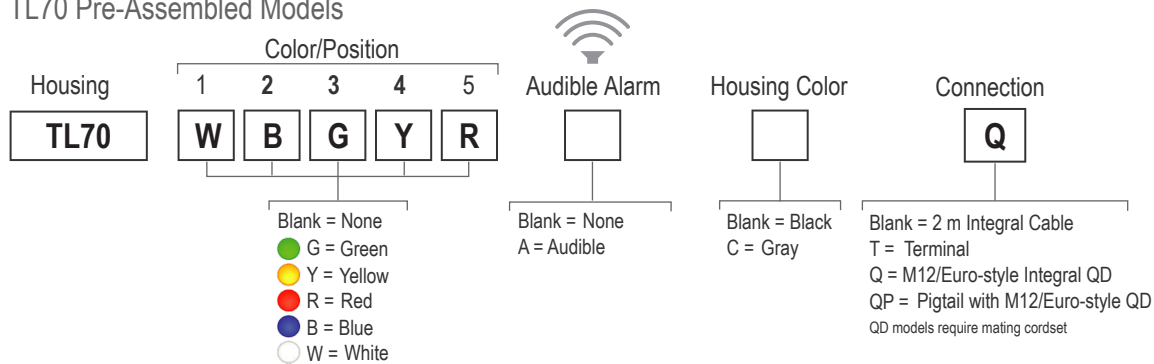 TL70 Pre-Assembled Models
Color/Position
Housing 1 2 3 4 5 Audible Alarm Housing Color Connection
TL70 W B G Y R Q
Blank = None
G = Green
Y = Yellow
R = Red
B = Blue
W = White
Blank = None
A = Audible
Blank = Black
C = Gray
Blank = 2 m Integral Cable
T = Terminal
Q = M12/Euro-style Integral QD
QP = Pigtail with M12/Euro-style QD
QD models require mating cordset